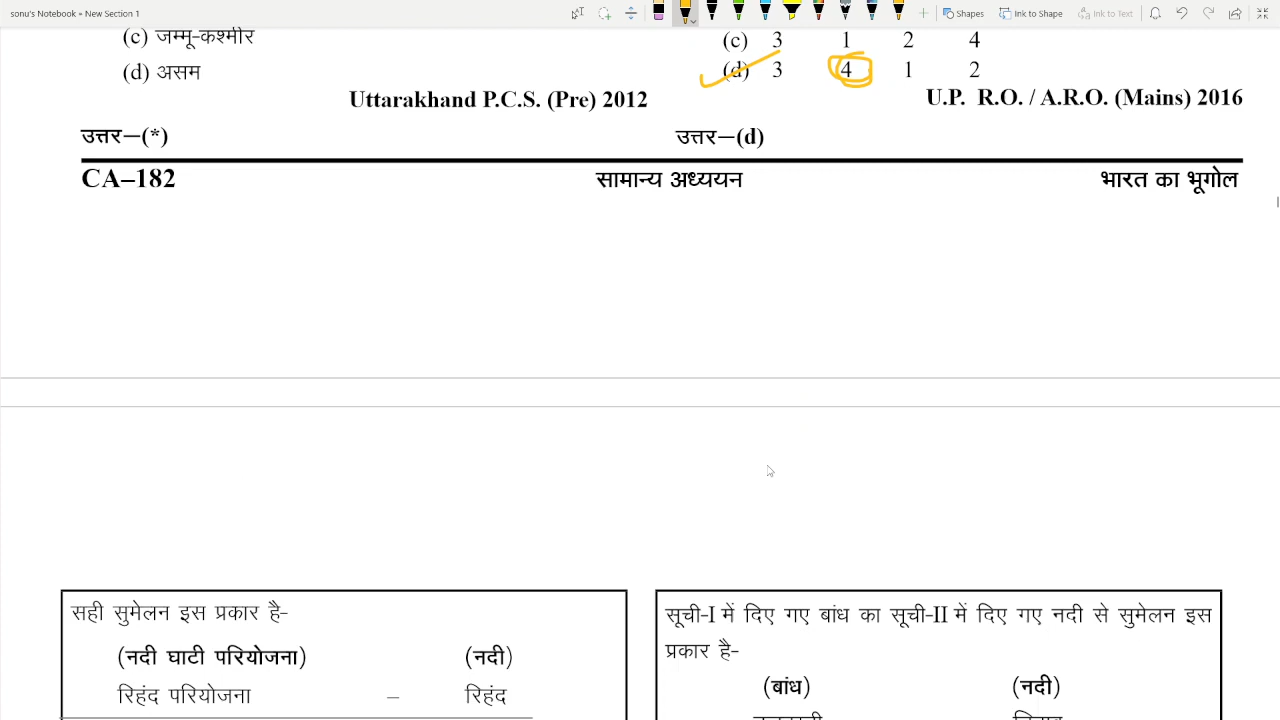 sonu's Notebook » New Section 1
Shapes Ink to Shape Ink to Text
(c) जम्मू-कश्मीर
(d) असम
Uttarakhand P.C.S. (Pre) 2012
उत्तर–(*)
(c) 3 1 2 4
(d) 3 4 1 2
U.P. R.O. / A.R.O. (Mains) 2016
उत्तर–(d)
CA–182 सामान्य अध्ययन भारत का भूगोल
सही सुमेलन इस प्रकार है-
(नदी घाटी परियोजना) (नदी)
रिहंद परियोजना – रिहंद
सूची-I में दिए गए बांध का सूची-II में दिए गए नदी से सुमेलन इस
प्रकार है-
(बांध) (नदी)